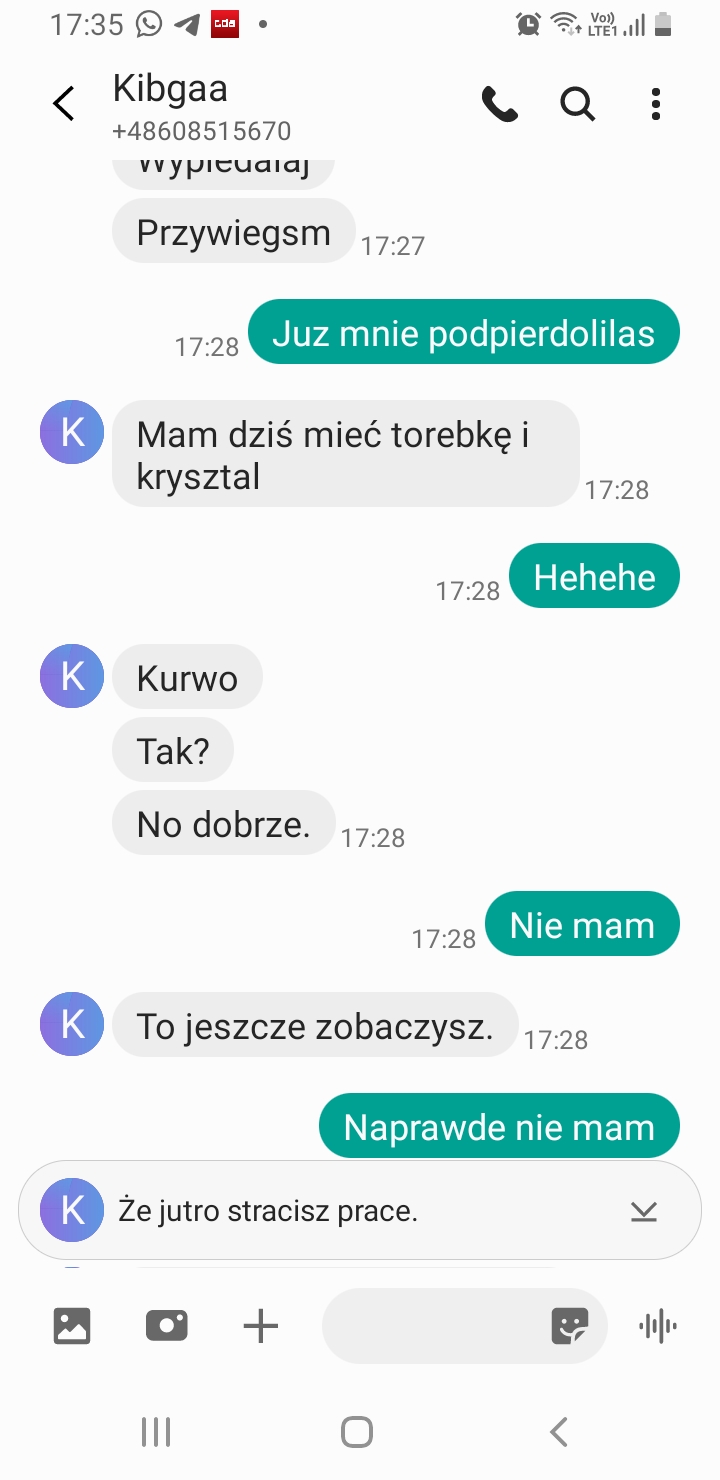 17:35
cda
Vo))
LTE1
Kibgaa
+48608515670
Wypiedalaj
Przywiegsm
17:27
Juz mnie podpierdolilas
17:28
Mam dziś mieć torebkę i
krysztal
17:28
Hehehe
17:28
K
Kurwo
Tak?
No dobrze.
17:28
Nie mam
17:28
K
To jeszcze zobaczysz.
17:28
Naprawde nie mam
K
Że jutro stracisz prace.